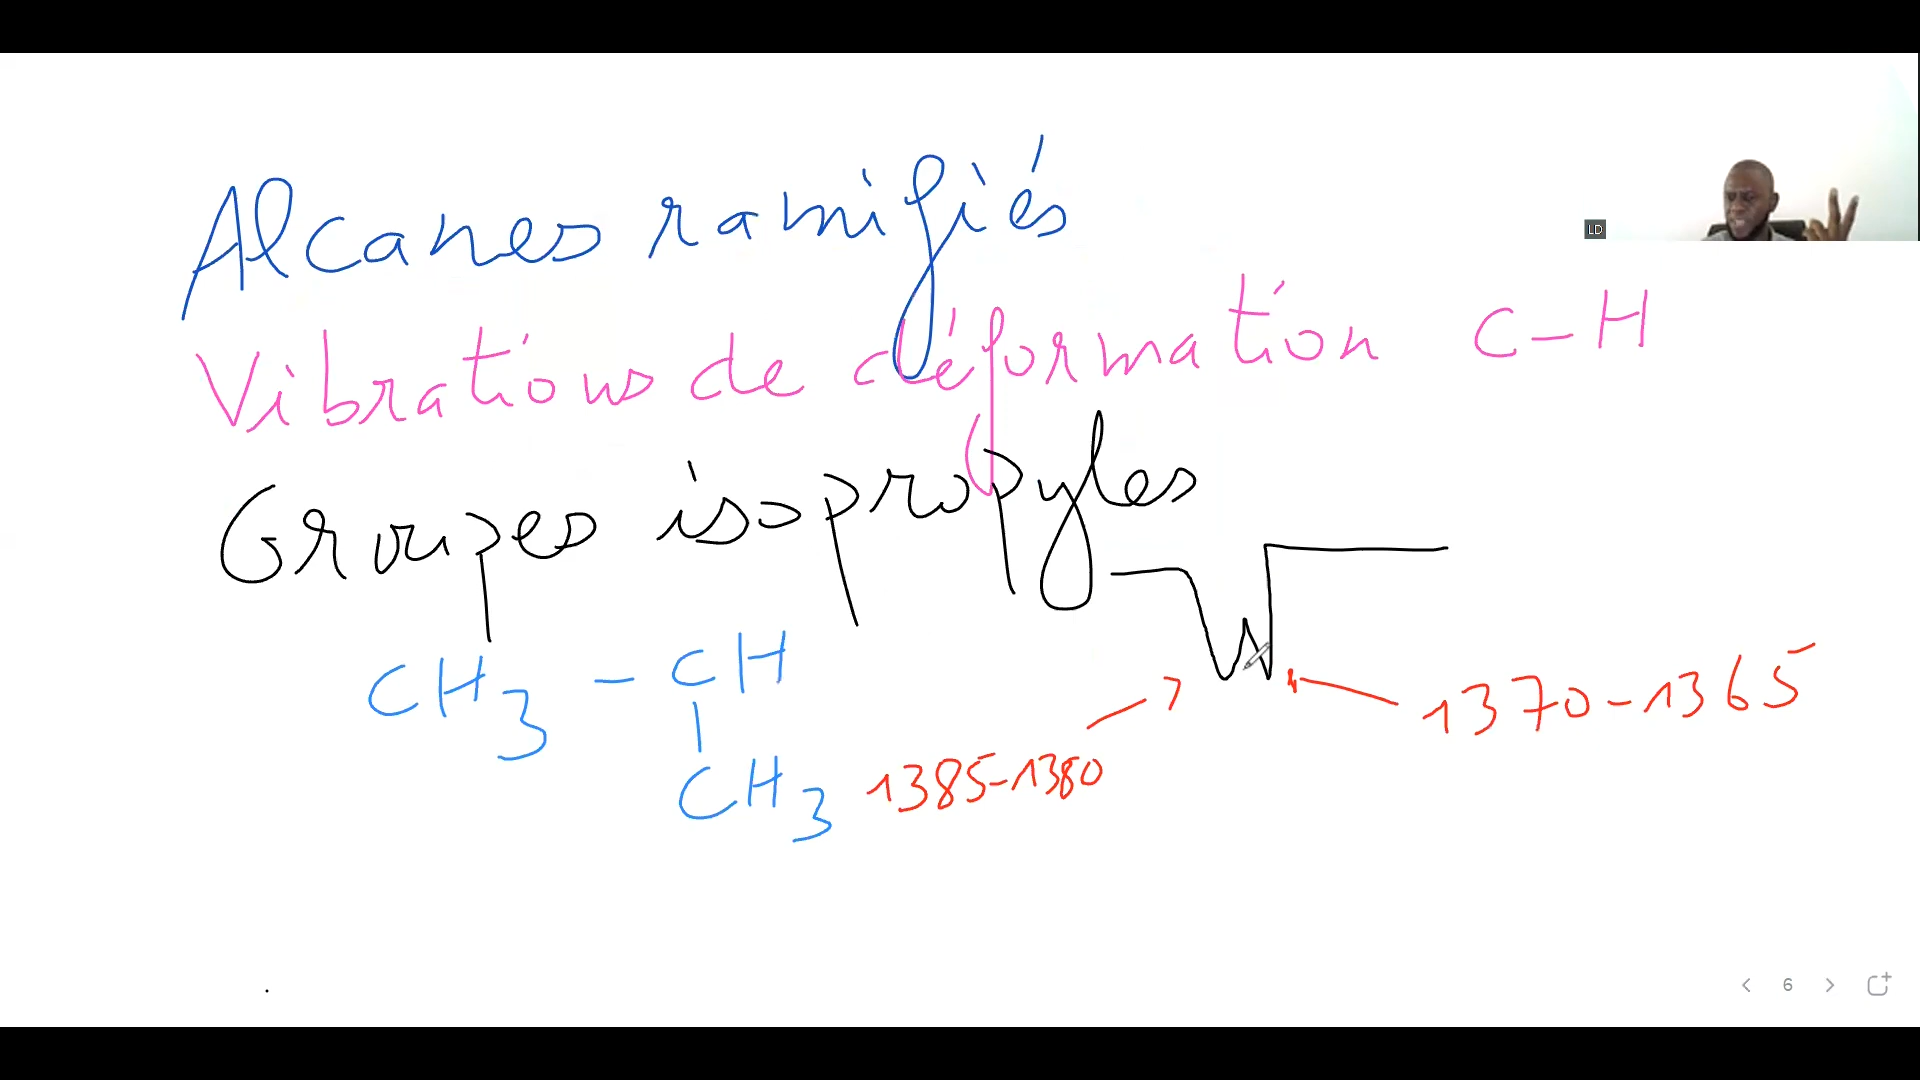 LD
Alcanes ramifiés
Vibrations de déformation C-H
Groupes isopropyles
CH3 - CH
CH3
1385-1380
1370-1365
6